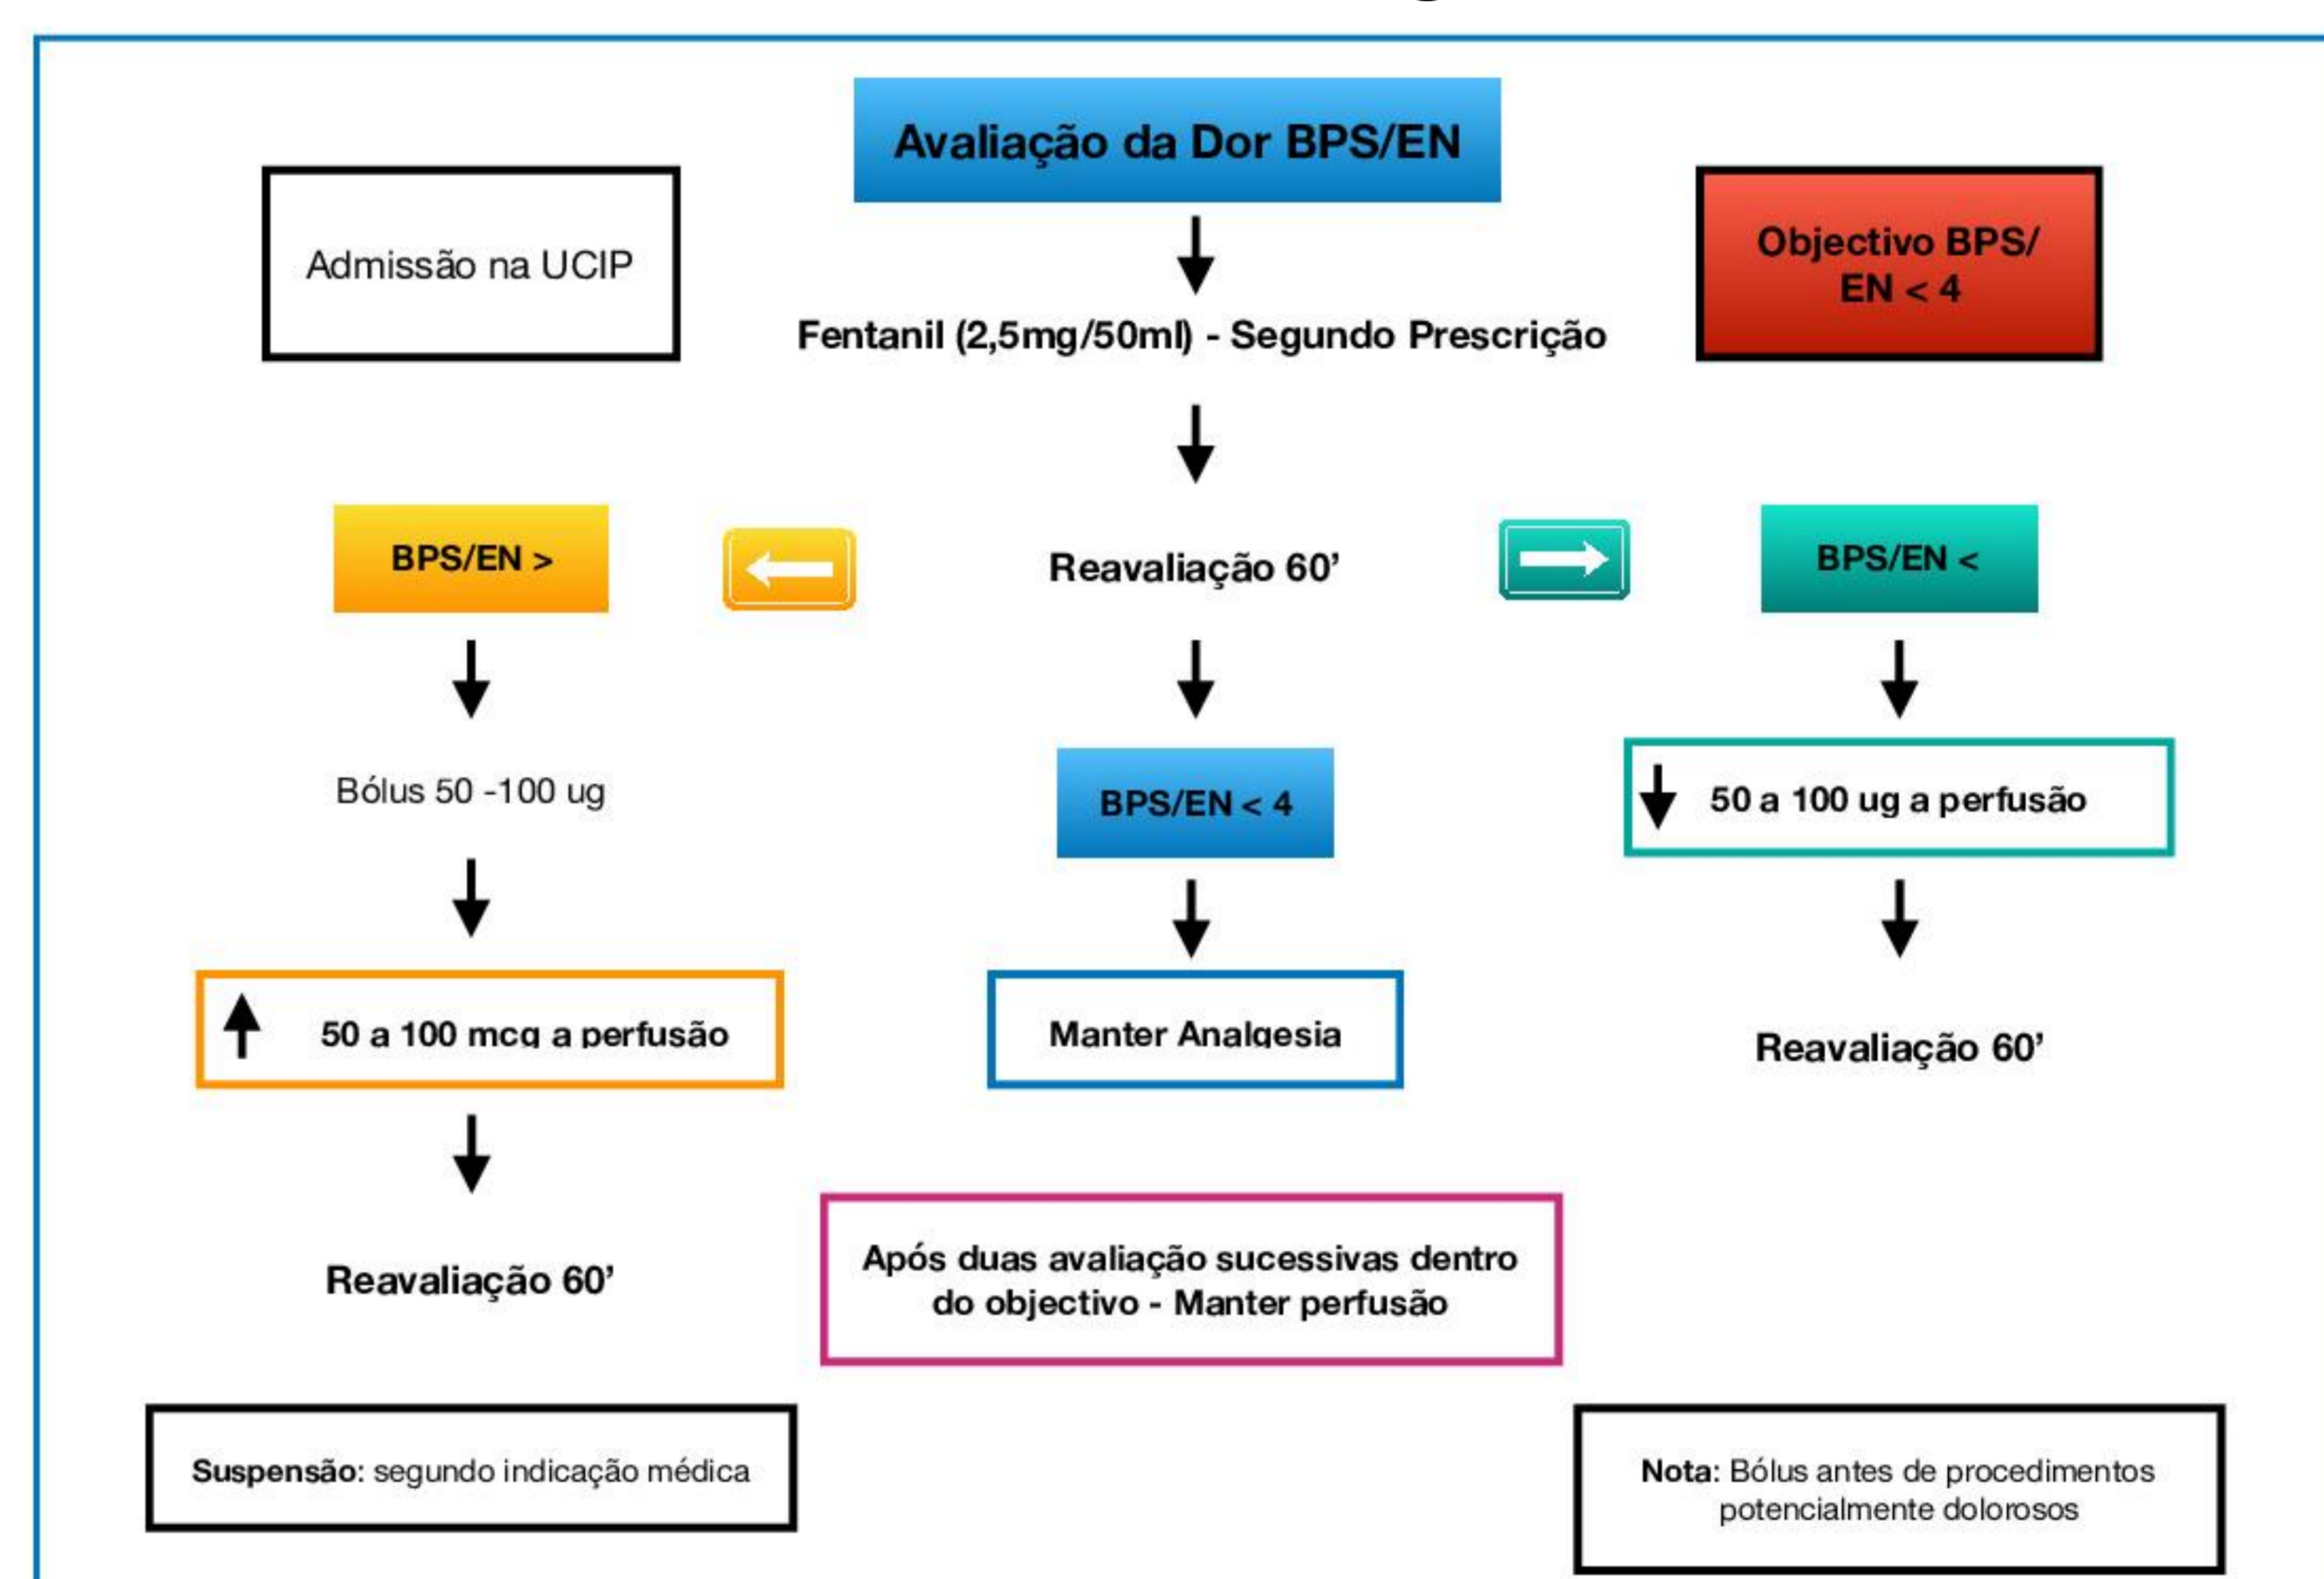 Avaliação da Dor BPS/EN
Admissão na UCIP
Objectivo BPS/
EN < 4
Fentanil (2,5mg/50ml) - Segundo Prescrição
BPS/EN >
Reavaliação 60’
BPS/EN <
Bólus 50 -100 ug
BPS/EN < 4
50 a 100 ug a perfusão
50 a 100 mcg a perfusão
Manter Analgesia
Reavaliação 60’
Após duas avaliação sucessivas dentro
do objectivo - Manter perfusão
Reavaliação 60’
Suspensão: segundo indicação médica
Nota: Bólus antes de procedimentos
potencialmente dolorosos